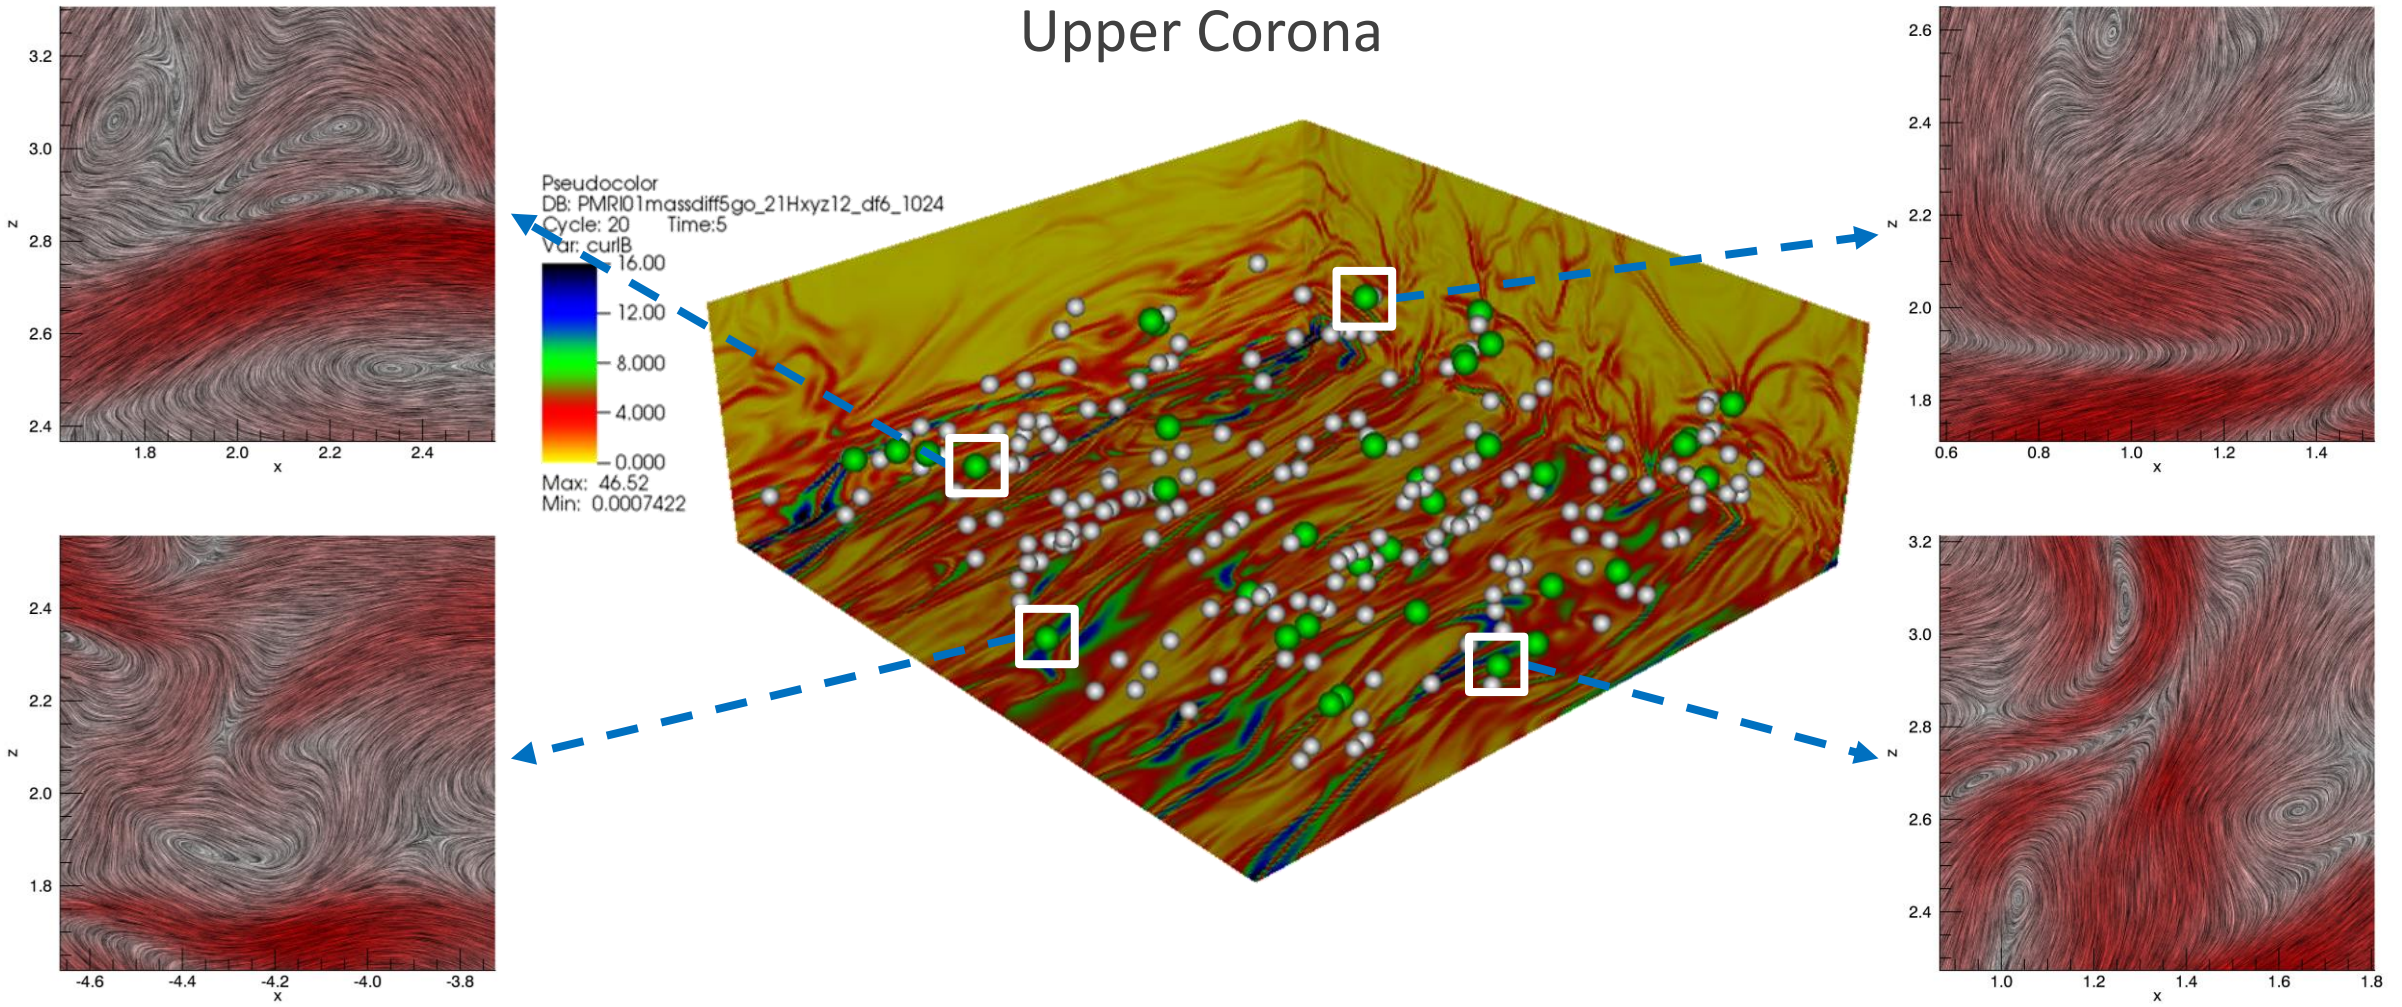 Upper Corona
3.2
3.0
2.8
2.6
2.4
z
1.8 2.0 2.2 2.4
x
Pseudocolor
DB: PMRI01massdiff5go_21Hxyz12_df6_1024
Cycle: 20 Time:5
Var: curlB
16.00
12.00
8.000
4.000
0.000
Max: 46.52
Min: 0.0007422
2.6
2.4
2.2
2.0
1.8
z
0.6 0.8 1.0 1.2 1.4
x
2.4
2.2
2.0
1.8
z
-4.6 -4.4 -4.2 -4.0 -3.8
x
3.2
3.0
2.8
2.6
2.4
z
1.0 1.2 1.4 1.6 1.8
x